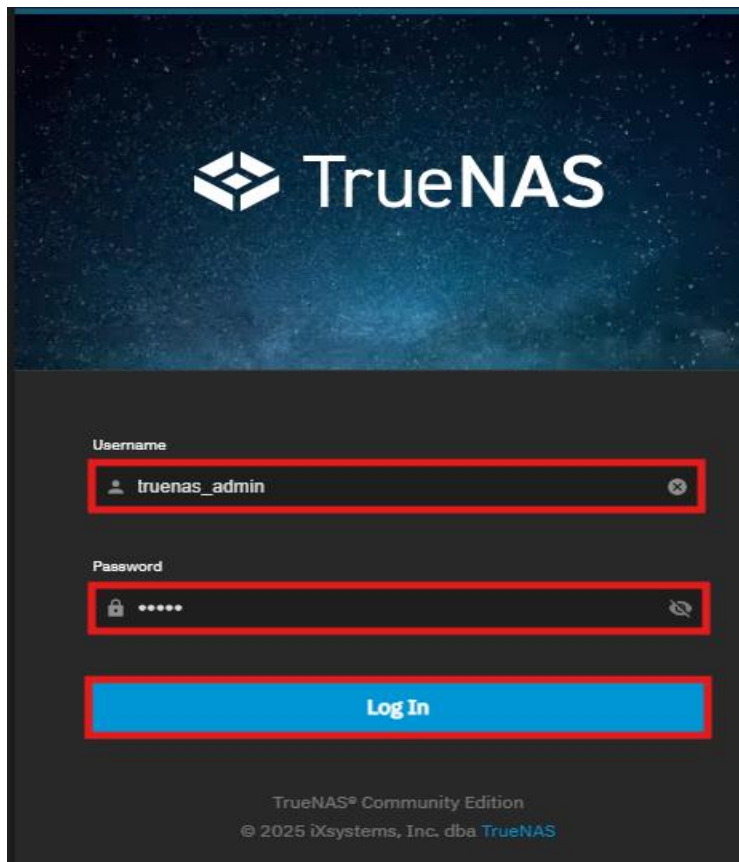 TrueNAS
Username
truenas_admin
Password
•••••
Log In
TrueNAS® Community Edition
© 2025 iXsystems, Inc. dba TrueNAS